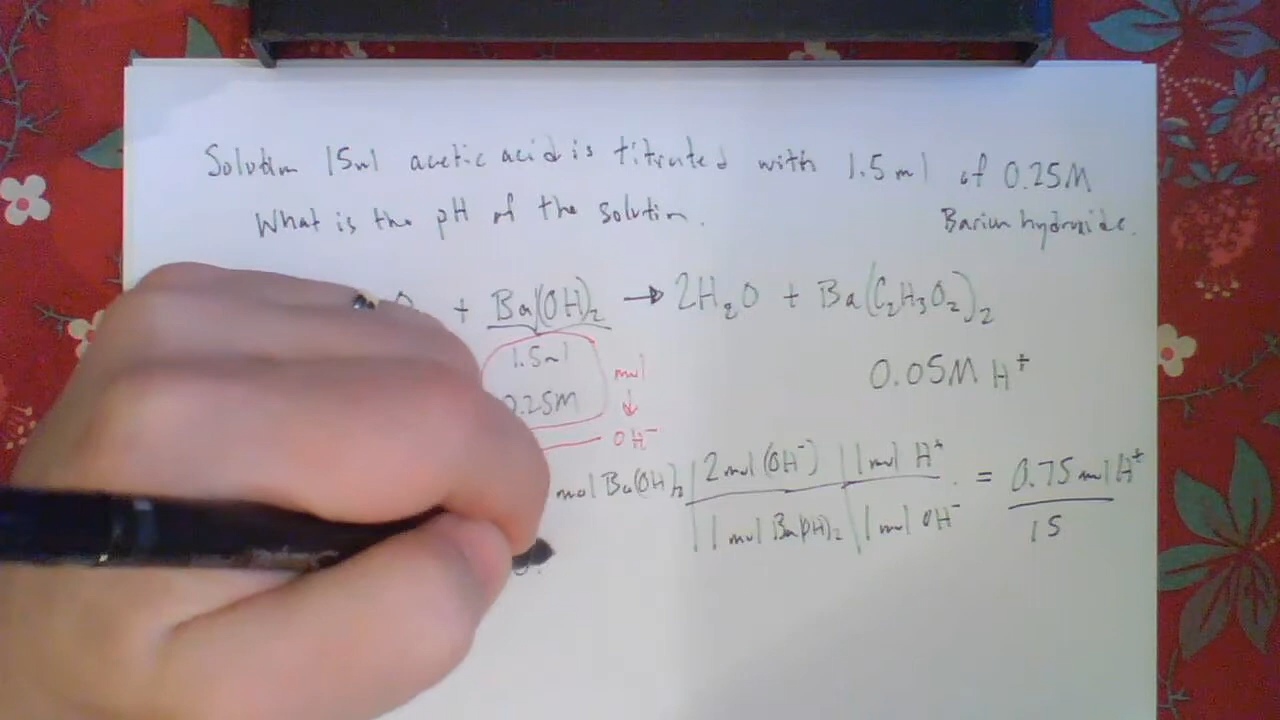 Solution 15ml acetic acid is titrated with 1.5ml of 0.25M
Barium hydroxide.
What is the pH of the solution.
+ Ba(OH)₂ → 2H₂O + Ba(C₂H₃O₂)₂
1.5ml
0.25M
mol
↓
OH⁻
0.05M H⁺
mol Ba(OH)₂ | 2 mol (OH⁻) | 1 mol H⁺ = 0.75 mol H⁺
| 1 mol Ba(OH)₂ | 1 mol OH⁻ 15